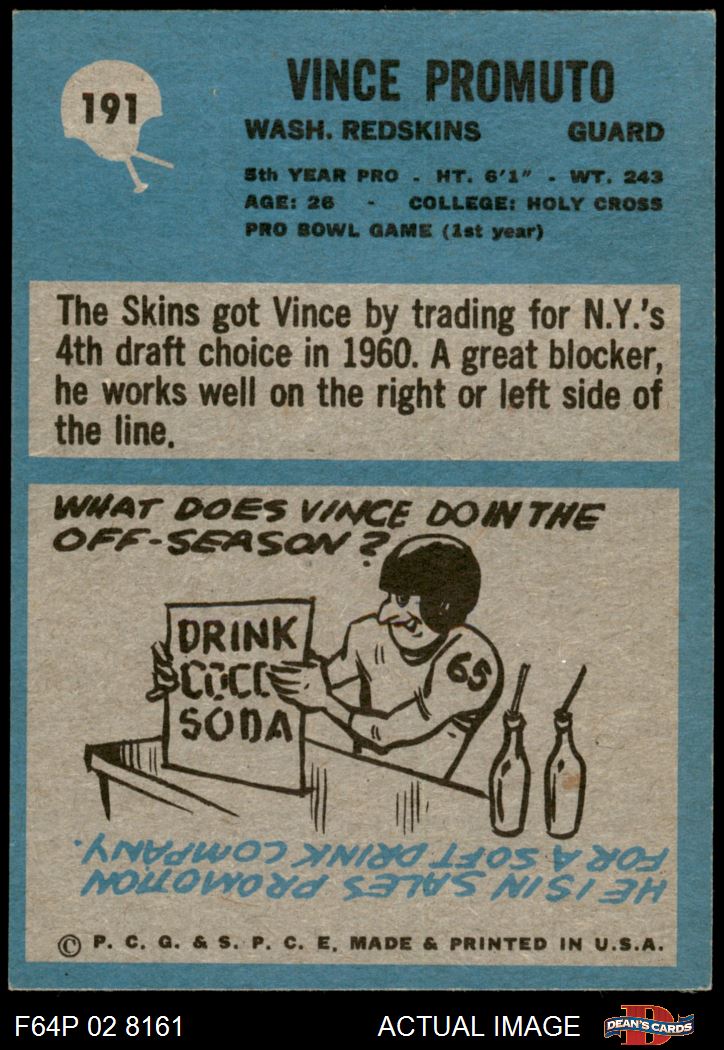 191
VINCE PROMUTO
WASH. REDSKINS GUARD
5th YEAR PRO - HT. 6'1" - WT. 243
AGE: 26 - COLLEGE: HOLY CROSS
PRO BOWL GAME (1st year)
The Skins got Vince by trading for N.Y.'s
4th draft choice in 1960. A great blocker,
he works well on the right or left side of
the line.
WHAT DOES VINCE DO IN THE
OFF-SEASON?
DRINK
COCO
SODA
65
HE IS IN SALES PROMOTION
FOR A SOFT DRINK COMPANY.
© P. C. G. & S. P. C. E. MADE & PRINTED IN U.S.A.
F64P 02 8161 ACTUAL IMAGE
D
DEAN'S CARDS